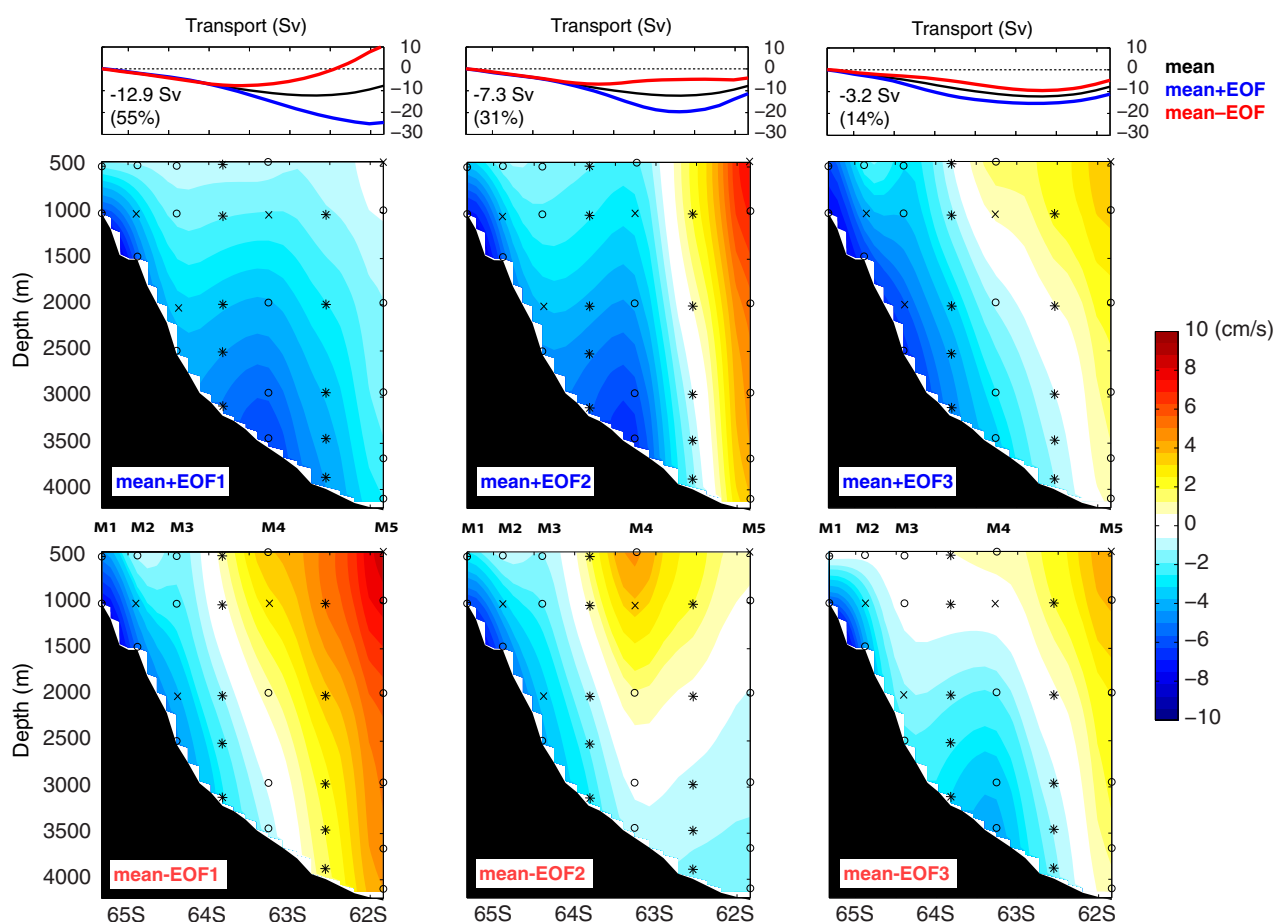 Transport (Sv) Transport (Sv) Transport (Sv)
10 10 10
0 0 0
−10 −10 −10
−20 −20 −20
−30 −30 −30
-12.9 Sv
(55%)
-7.3 Sv
(31%)
-3.2 Sv
(14%)
mean
mean+EOF
mean−EOF
Depth (m)
500
1000
1500
2000
2500
3000
3500
4000
mean+EOF1 mean+EOF2 mean+EOF3
M1 M2 M3 M4 M5 M1 M2 M3 M4 M5 M1 M2 M3 M4 M5
Depth (m)
500
1000
1500
2000
2500
3000
3500
4000
mean-EOF1 mean-EOF2 mean-EOF3
65S 64S 63S 62S 65S 64S 63S 62S 65S 64S 63S 62S
10 (cm/s)
8
6
4
2
0
−2
−4
−6
−8
−10